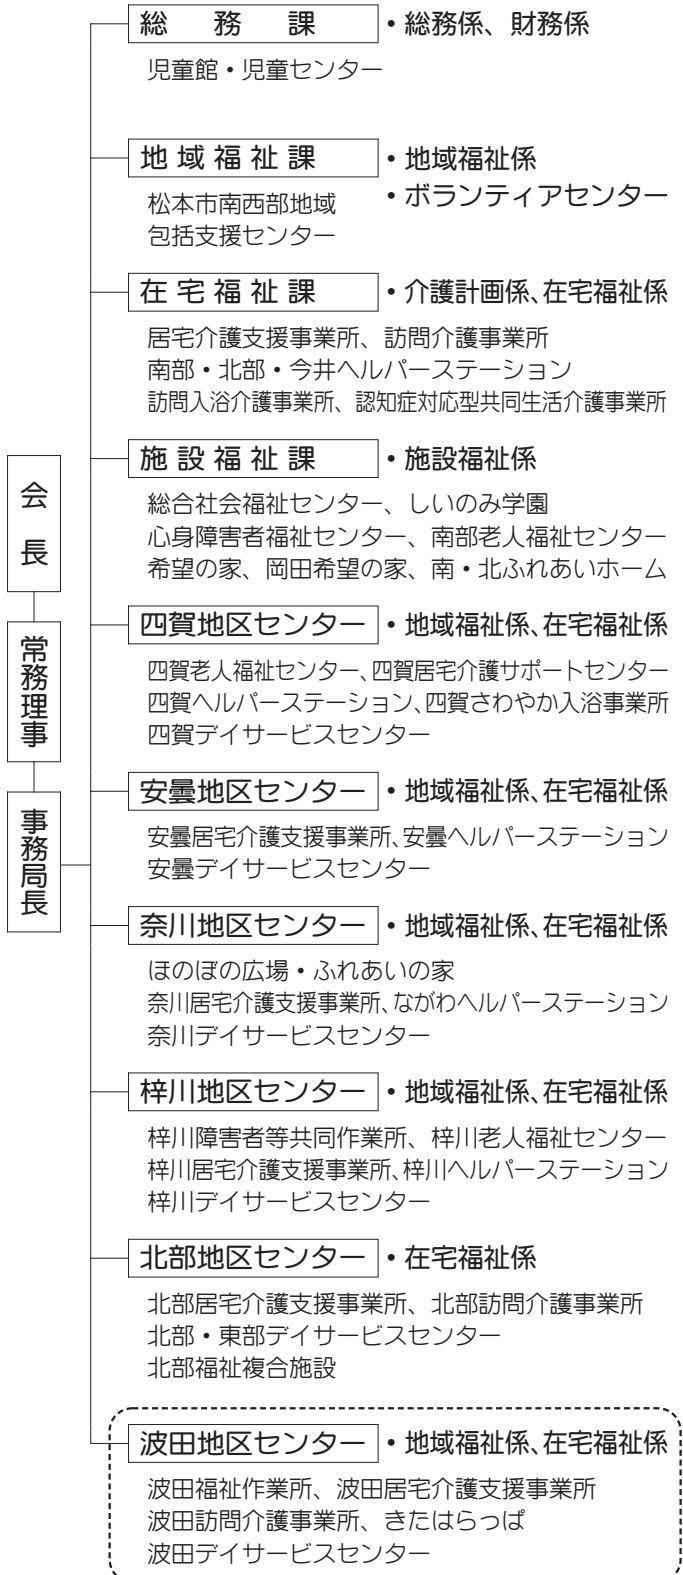 会長
常務理事
事務局長
総務課 ・総務係、財務係
児童館・児童センター
地域福祉課 ・地域福祉係
・ボランティアセンター
松本市南西部地域
包括支援センター
在宅福祉課 ・介護計画係、在宅福祉係
居宅介護支援事業所、訪問介護事業所
南部・北部・今井ヘルパーステーション
訪問入浴介護事業所、認知症対応型共同生活介護事業所
施設福祉課 ・施設福祉係
総合社会福祉センター、しいのみ学園
心身障害者福祉センター、南部老人福祉センター
希望の家、岡田希望の家、南・北ふれあいホーム
四賀地区センター ・地域福祉係、在宅福祉係
四賀老人福祉センター、四賀居宅介護サポートセンター
四賀ヘルパーステーション、四賀さわやか入浴事業所
四賀デイサービスセンター
安曇地区センター ・地域福祉係、在宅福祉係
安曇居宅介護支援事業所、安曇ヘルパーステーション
安曇デイサービスセンター
奈川地区センター ・地域福祉係、在宅福祉係
ほのぼの広場・ふれあいの家
奈川居宅介護支援事業所、ながわヘルパーステーション
奈川デイサービスセンター
梓川地区センター ・地域福祉係、在宅福祉係
梓川障害者等共同作業所、梓川老人福祉センター
梓川居宅介護支援事業所、梓川ヘルパーステーション
梓川デイサービスセンター
北部地区センター ・在宅福祉係
北部居宅介護支援事業所、北部訪問介護事業所
北部・東部デイサービスセンター
北部福祉複合施設
波田地区センター ・地域福祉係、在宅福祉係
波田福祉作業所、波田居宅介護支援事業所
波田訪問介護事業所、きたはらっぱ
波田デイサービスセンター